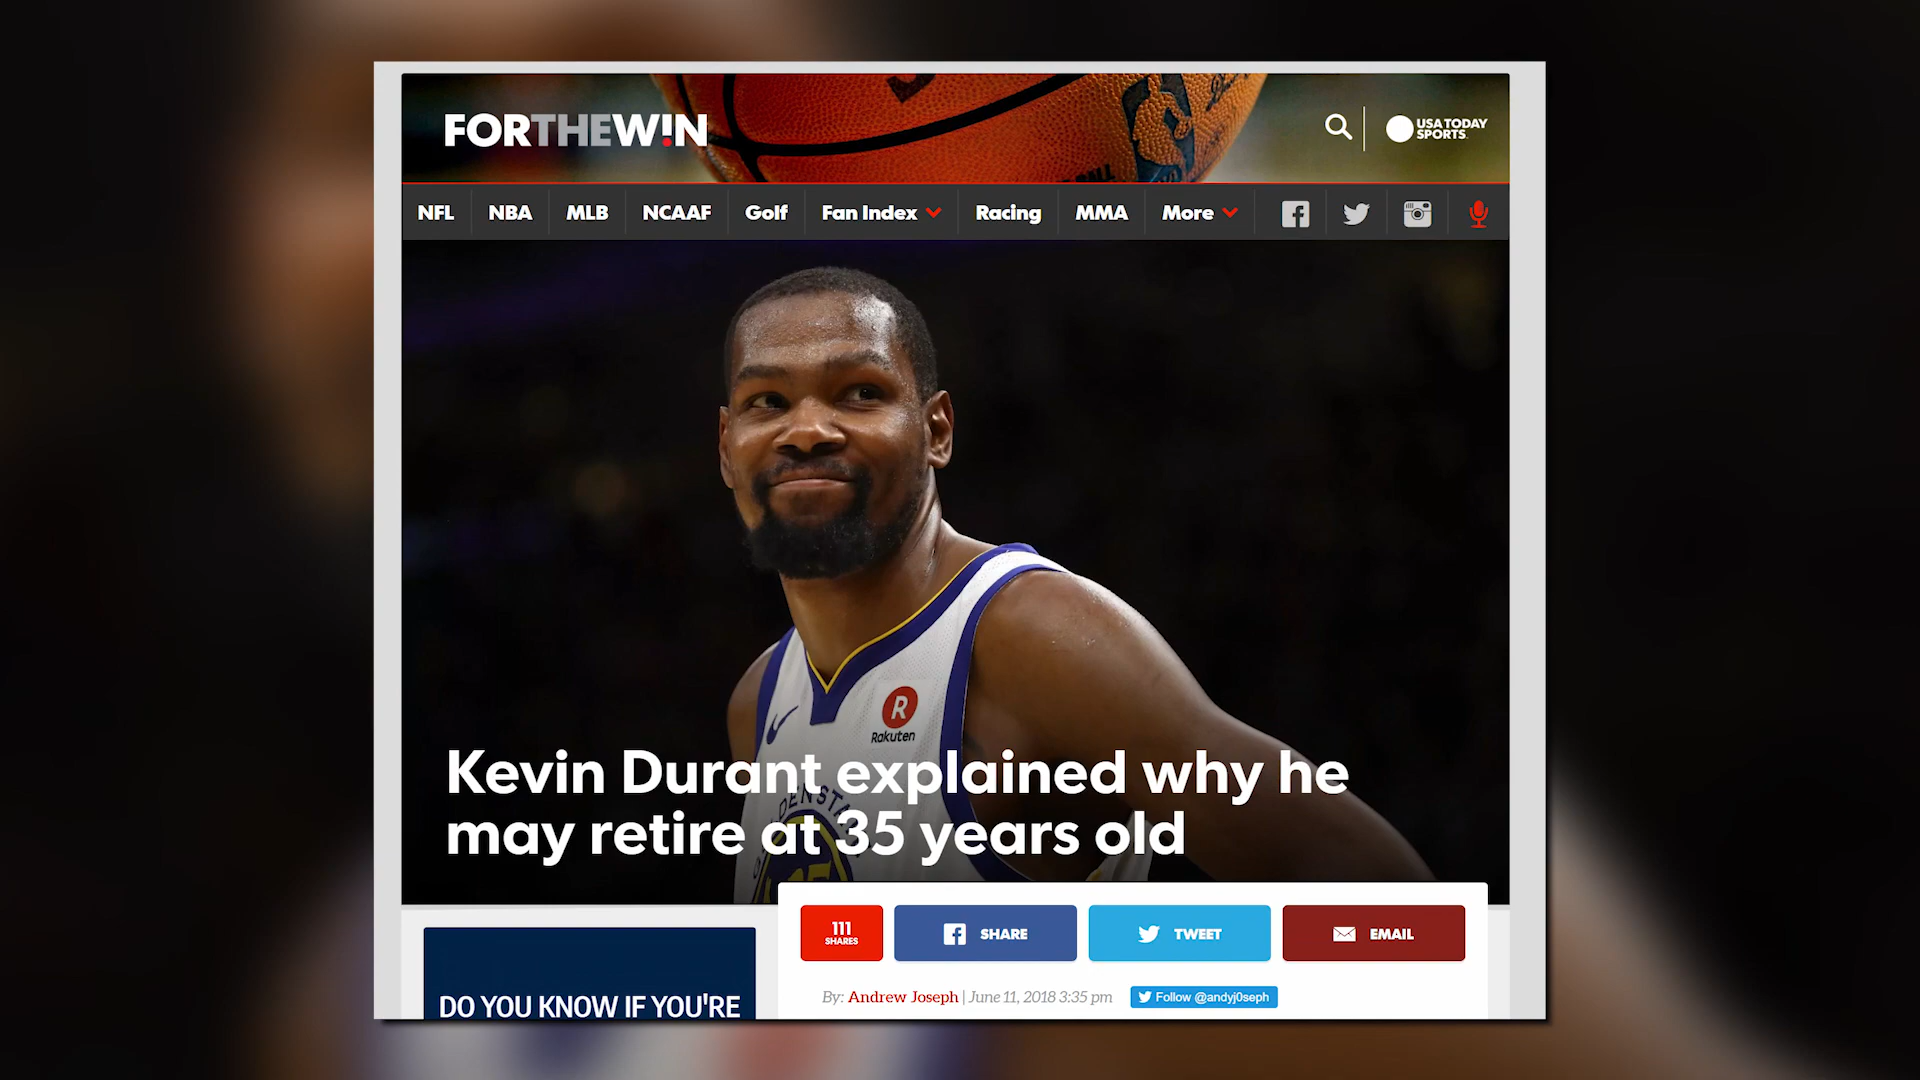 FORTHEW!N
USA TODAY
SPORTS
NFL NBA MLB NCAAF Golf Fan Index Racing MMA More
R
Rakuten
Kevin Durant explained why he
may retire at 35 years old
111
SHARES
SHARE
TWEET
EMAIL
By: Andrew Joseph | June 11, 2018 3:35 pm
Follow @andyj0seph
DO YOU KNOW IF YOU'RE